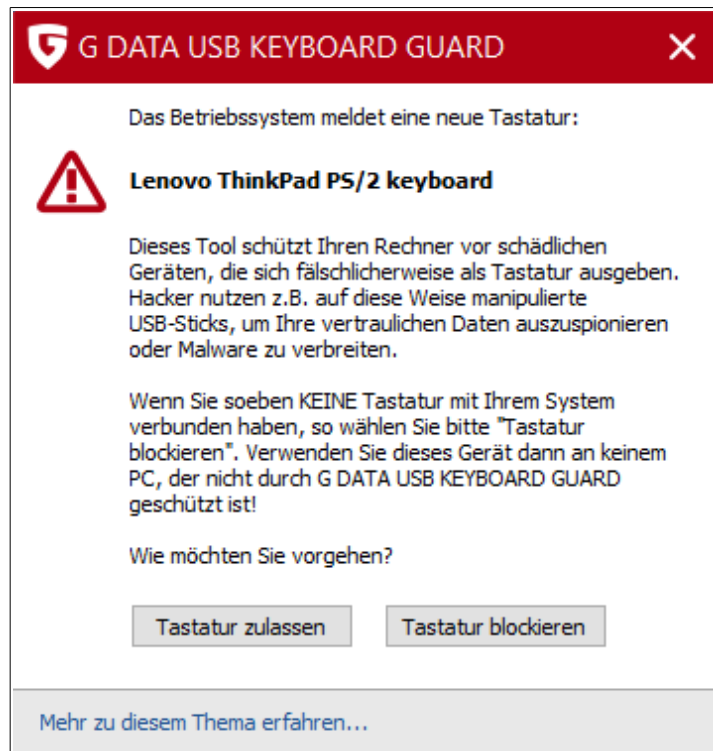 G DATA USB KEYBOARD GUARD
Das Betriebssystem meldet eine neue Tastatur:
Lenovo ThinkPad PS/2 keyboard
Dieses Tool schützt Ihren Rechner vor schädlichen
Geräten, die sich fälschlicherweise als Tastatur ausgeben.
Hacker nutzen z.B. auf diese Weise manipulierte
USB-Sticks, um Ihre vertraulichen Daten auszuspionieren
oder Malware zu verbreiten.
Wenn Sie soeben KEINE Tastatur mit Ihrem System
verbunden haben, so wählen Sie bitte "Tastatur
blockieren". Verwenden Sie dieses Gerät dann an keinem
PC, der nicht durch G DATA USB KEYBOARD GUARD
geschützt ist!
Wie möchten Sie vorgehen?
Tastatur zulassen Tastatur blockieren
Mehr zu diesem Thema erfahren...